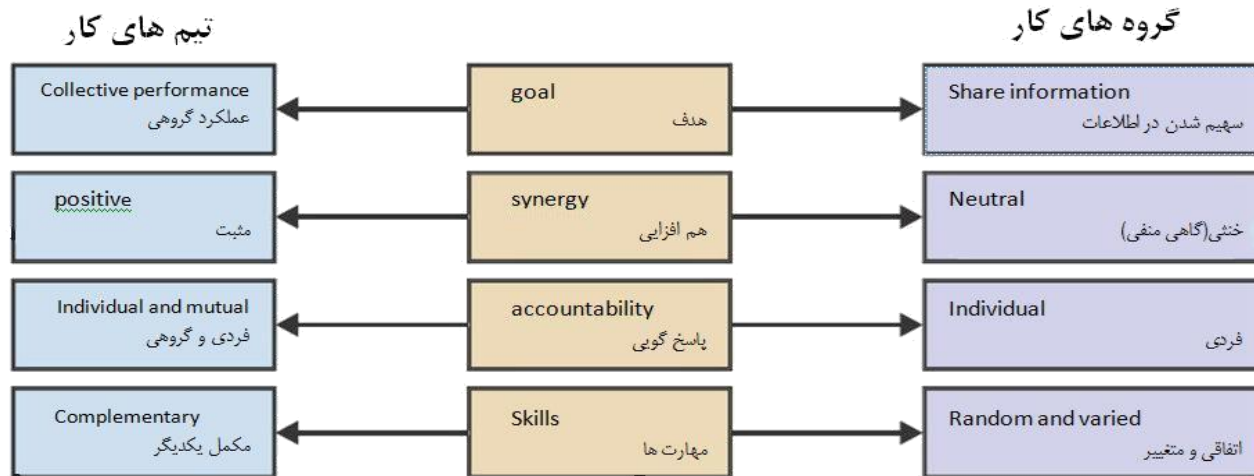 تیم های کار
گروه های کار
Collective performance
عملکرد گروهی
goal
هدف
Share information
سهیم شدن در اطلاعات
positive
مثبت
synergy
هم افزایی
Neutral
خنثی(گاهی منفی)
Individual and mutual
فردی و گروهی
accountability
پاسخ گویی
Individual
فردی
Complementary
مکمل یکدیگر
Skills
مهارت ها
Random and varied
اتفاقی و متغییر